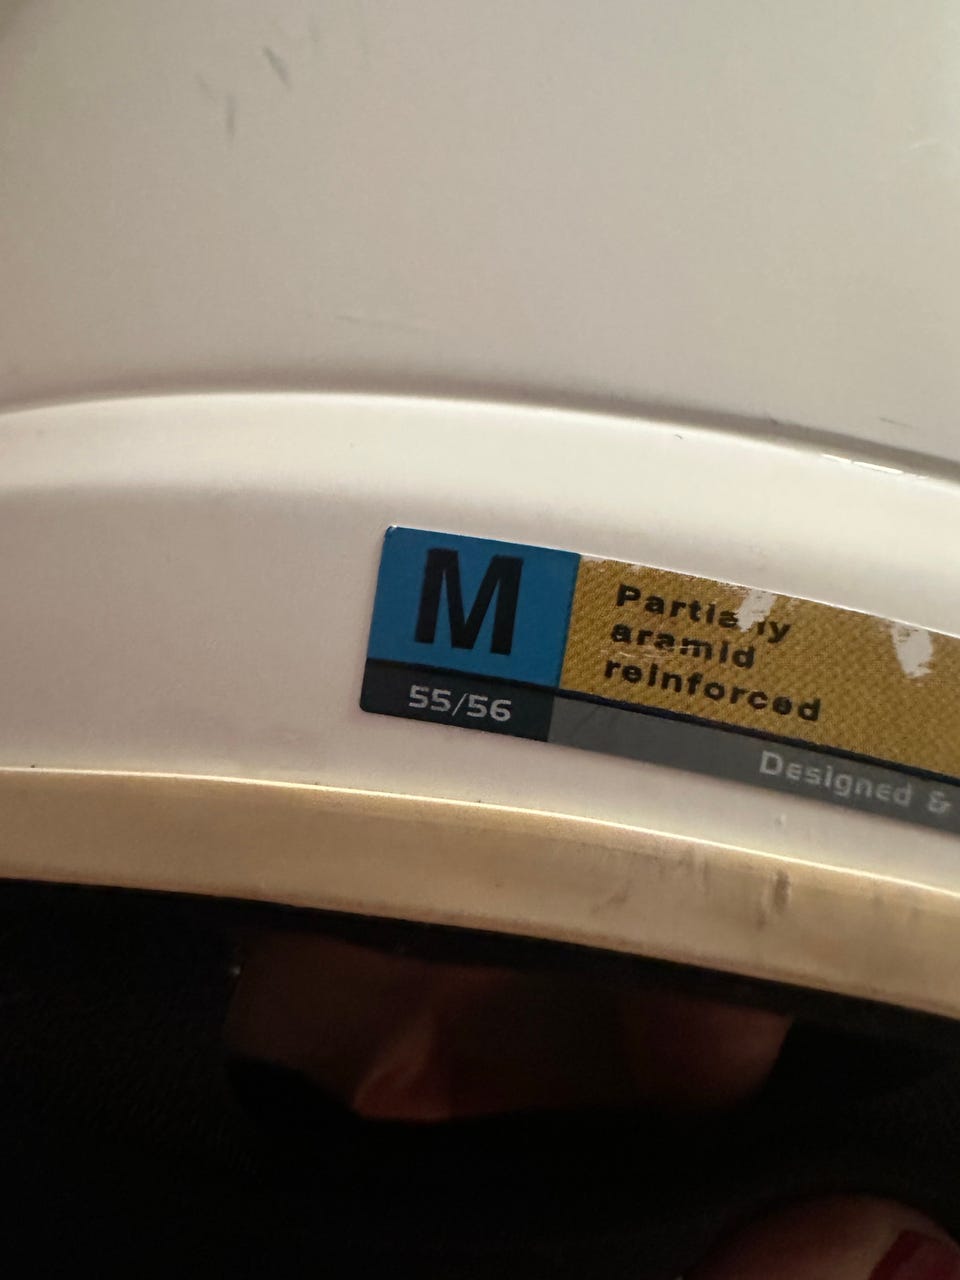 M
55/56
Partially
aramid
reinforced
Designed &